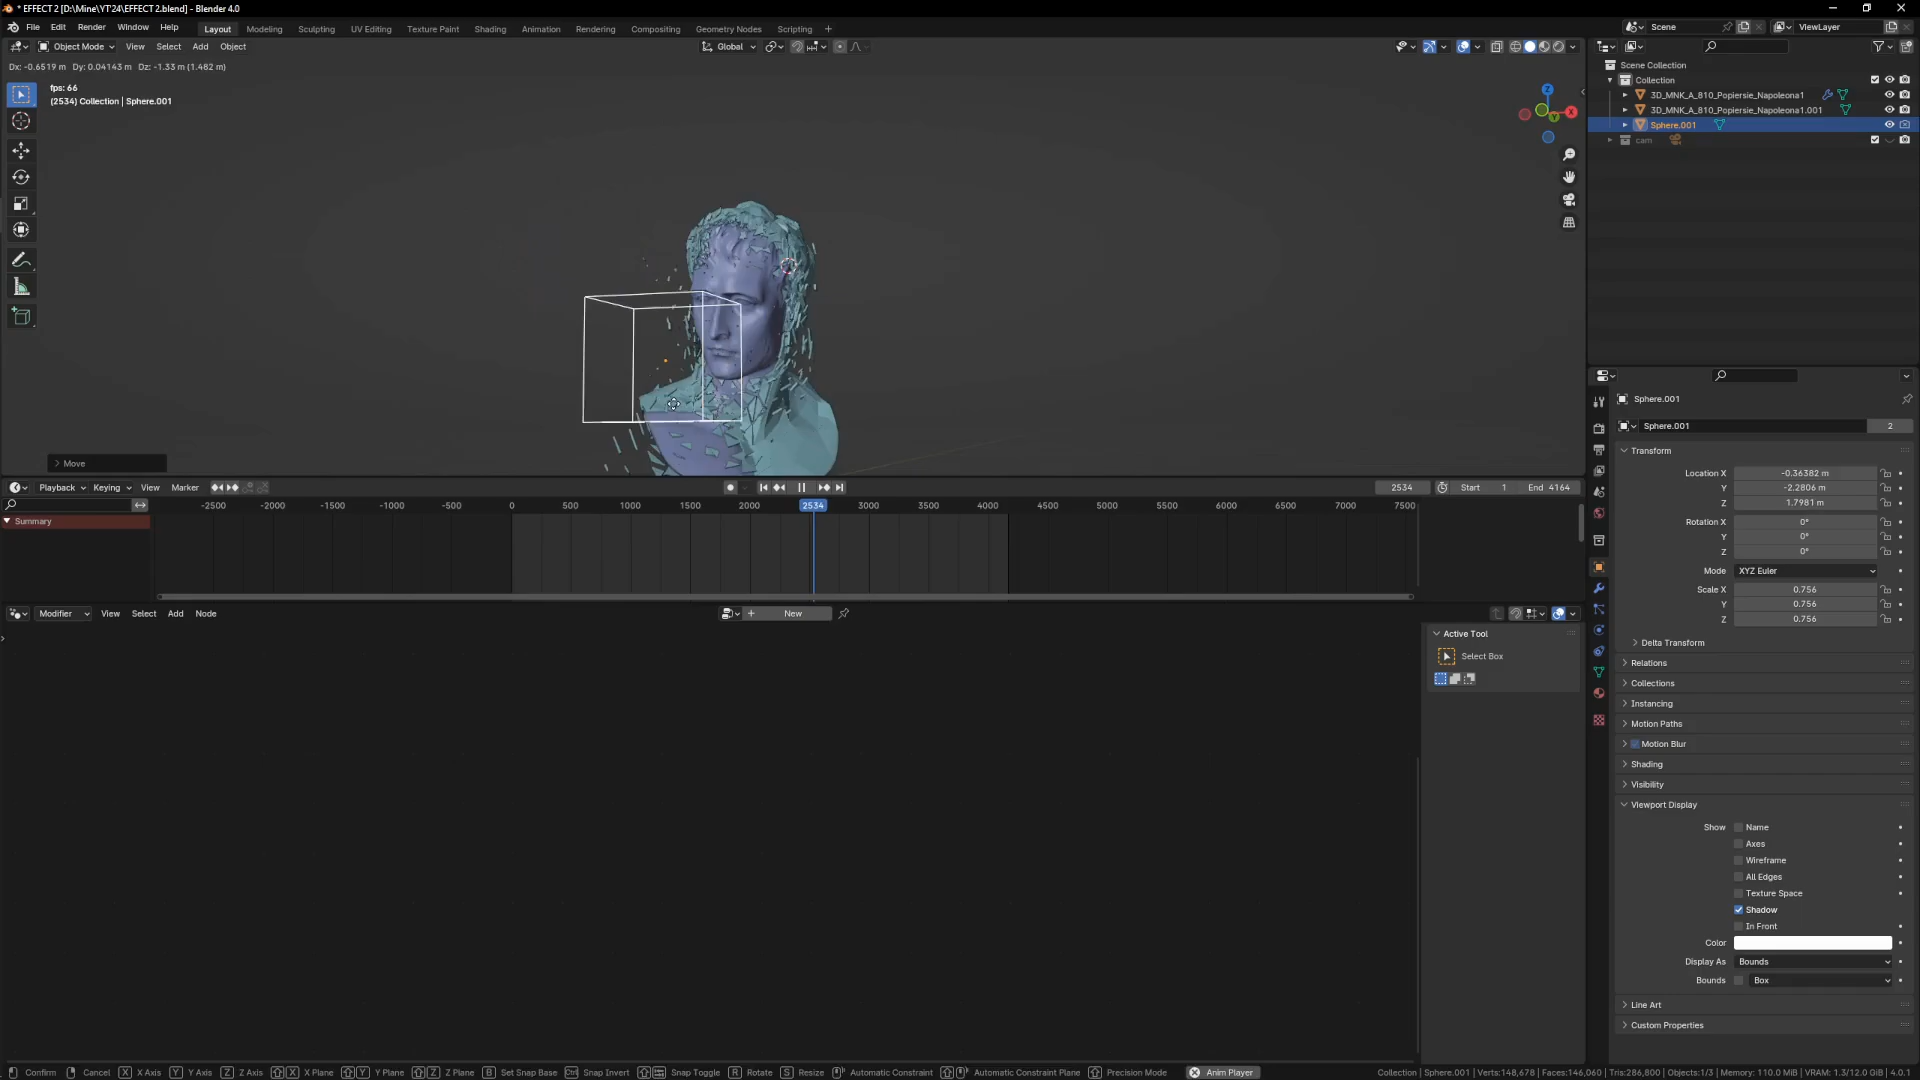 * EFFECT 2 [D:\Mine\YT'24\EFFECT 2.blend] - Blender 4.0
File Edit Render Window Help Layout Modeling Sculpting UV Editing Texture Paint Shading Animation Rendering Compositing Geometry Nodes Scripting + Scene ViewLayer
Object Mode View Select Add Object Global
Dx: -0.6519 m Dy: 0.04143 m Dz: -1.33 m (1.482 m)
fps: 66
(2534) Collection | Sphere.001
Z
X
Y
Move
Scene Collection
Collection
3D_MNK_A_810_Popiersie_Napoleona1
3D_MNK_A_810_Popiersie_Napoleona1.001
Sphere.001
cam
Playback Keying View Marker 2534 Start 1 End 4164
-2500 -2000 -1500 -1000 -500 0 500 1000 1500 2000 2534 3000 3500 4000 4500 5000 5500 6000 6500 7000 7500
Summary
Modifier View Select Add Node New
Active Tool
Select Box
Sphere.001
Sphere.001 2
Transform
Location X -0.36382 m
Y -2.2806 m
Z 1.7981 m
Rotation X 0°
Y 0°
Z 0°
Mode XYZ Euler
Scale X 0.756
Y 0.756
Z 0.756
Delta Transform
Relations
Collections
Instancing
Motion Paths
Motion Blur
Shading
Visibility
Viewport Display
Show Name
Axes
Wireframe
All Edges
Texture Space
Shadow
In Front
Color
Display As Bounds
Bounds Box
Line Art
Custom Properties
Confirm Cancel X X Axis Y Y Axis Z Z Axis X X Plane Y Y Plane Z Z Plane B Set Snap Base Snap Invert Snap Toggle R Rotate S Resize Automatic Constraint Automatic Constraint Plane Precision Mode Anim Player Collection | Sphere.001 | Verts:148,678 | Faces:146,060 | Tris:286,800 | Objects:1/3 | Memory: 110.0 MiB | VRAM: 1.3/12.0 GiB | 4.0.1